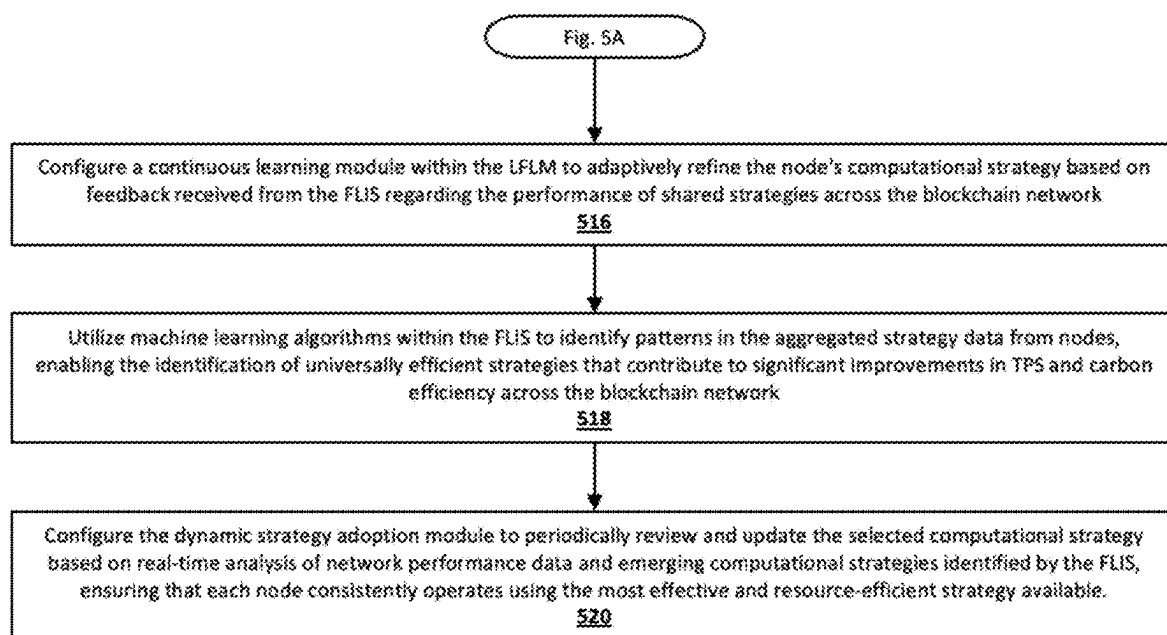 Fig. 5A
Configure a continuous learning module within the LFLM to adaptively refine the node's computational strategy based on
feedback received from the FLIS regarding the performance of shared strategies across the blockchain network
516
Utilize machine learning algorithms within the FLIS to identify patterns in the aggregated strategy data from nodes,
enabling the identification of universally efficient strategies that contribute to significant improvements in TPS and carbon
efficiency across the blockchain network
518
Configure the dynamic strategy adoption module to periodically review and update the selected computational strategy
based on real-time analysis of network performance data and emerging computational strategies identified by the FLIS,
ensuring that each node consistently operates using the most effective and resource-efficient strategy available.
520